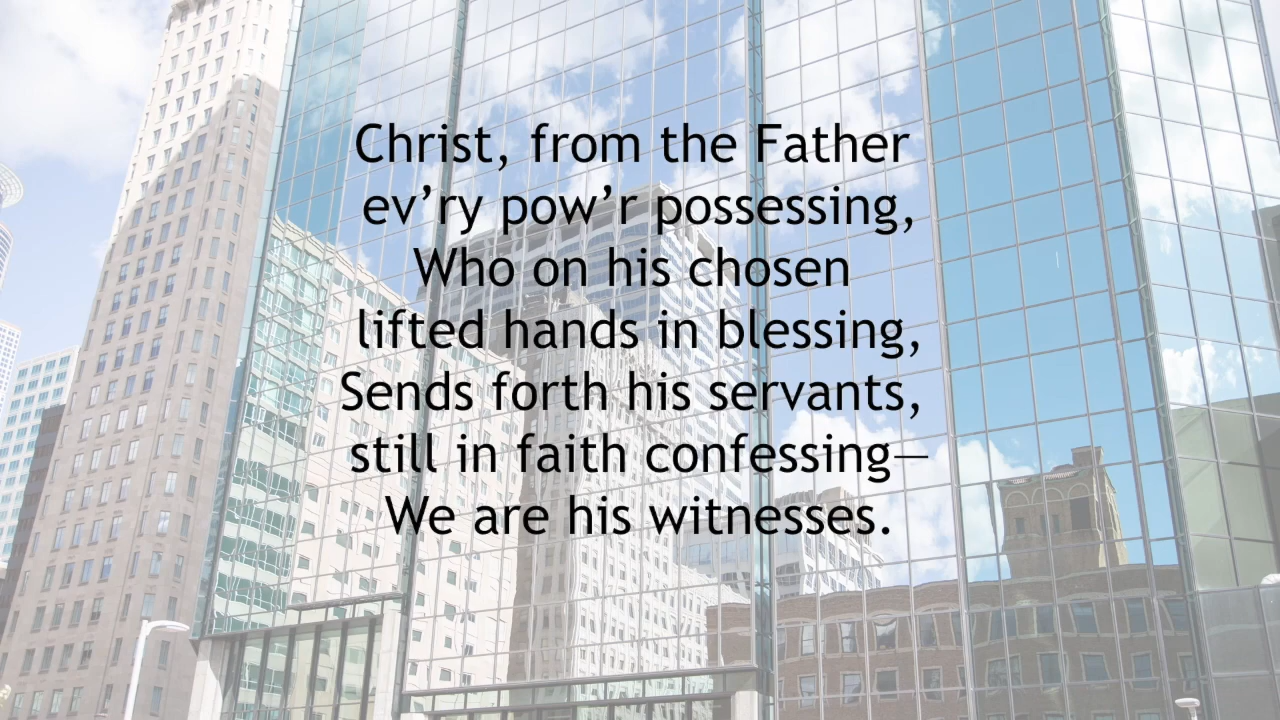 Christ, from the Father
ev’ry pow’r possessing,
Who on his chosen
lifted hands in blessing,
Sends forth his servants,
still in faith confessing—
We are his witnesses.